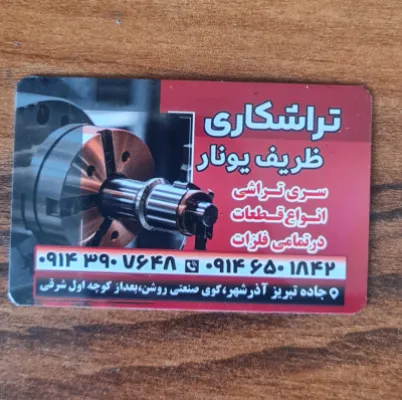 تراشکاری
ظریف یونار
سری تراشی
انواع قطعات
در تمامی فلزات
۰۹۱۴ ۳۹۰ ۷۶۴۸ ۰۹۱۴ ۶۵۰ ۱۸۴۲
جاده تبریز آذرشهر، کوی صنعتی روشن، بعداز کوچه اول شرقی